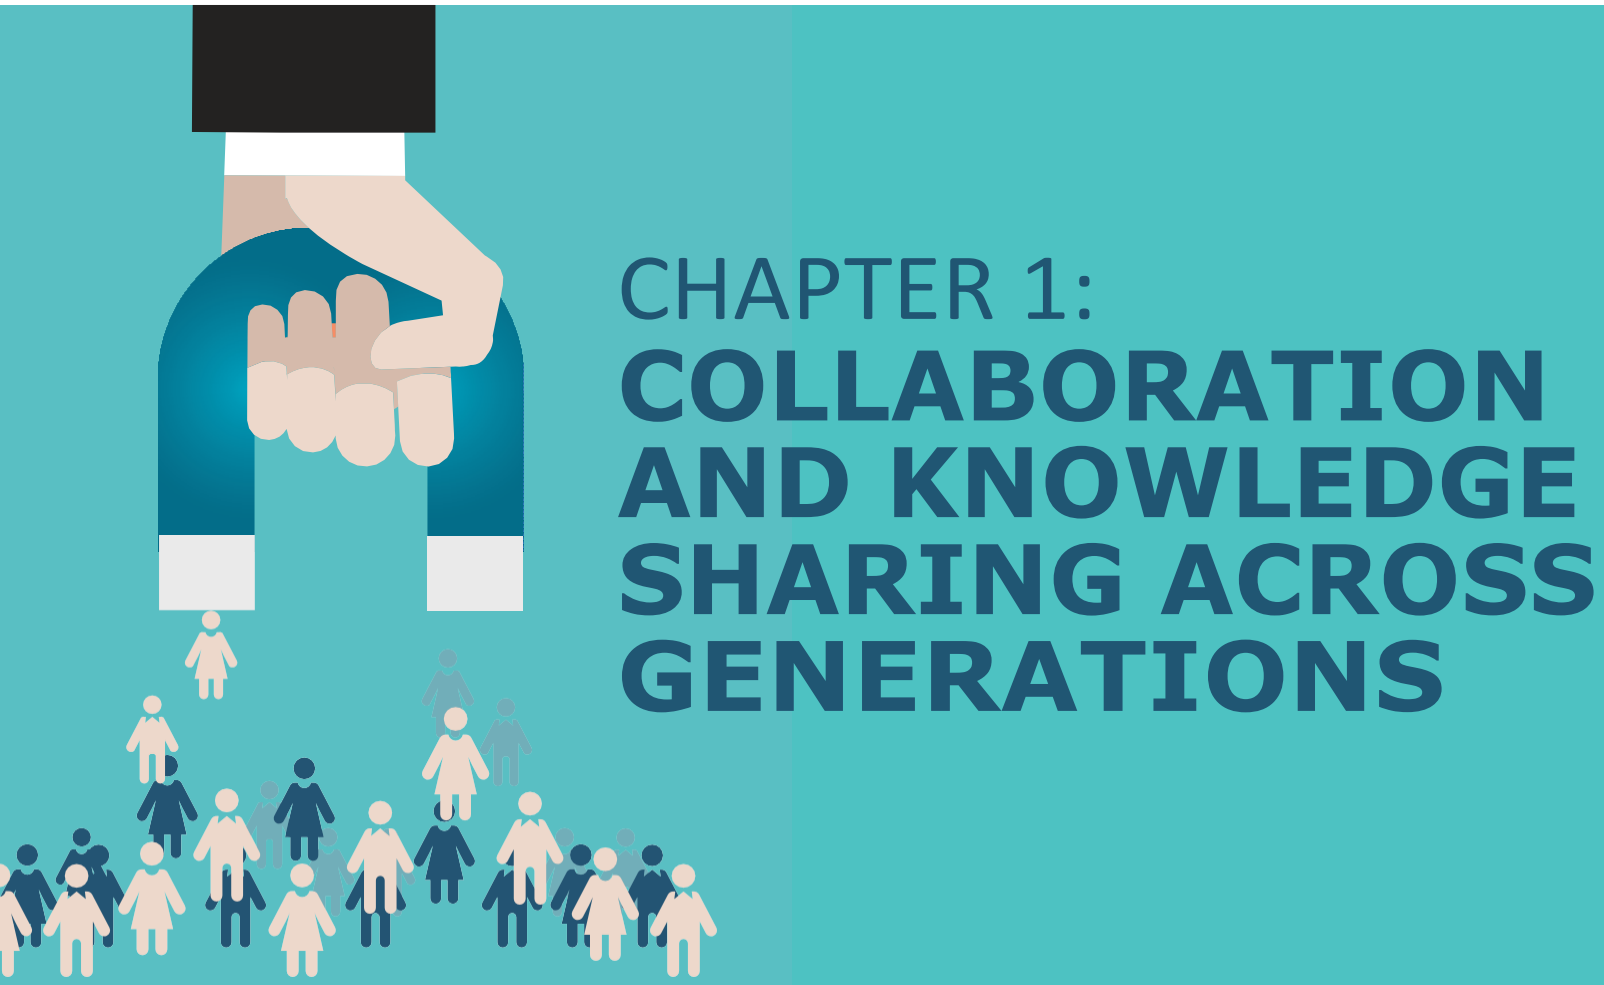 CHAPTER 1:
COLLABORATION
AND KNOWLEDGE
SHARING ACROSS
GENERATIONS